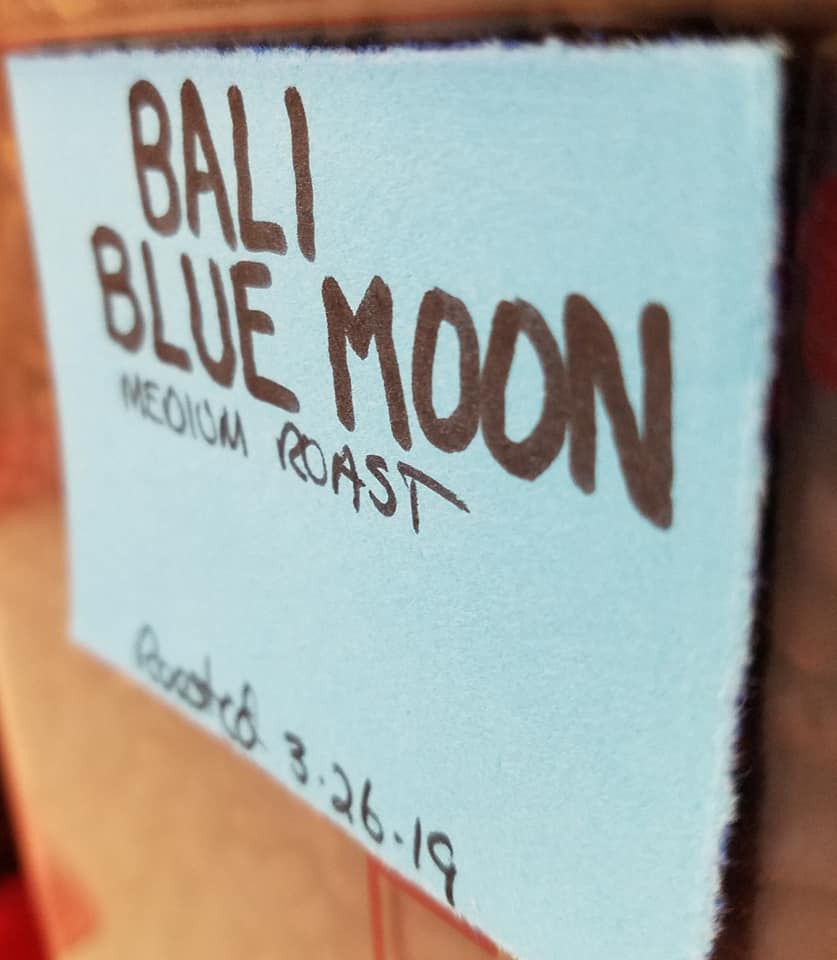 BALI
BLUE MOON
MEDIUM ROAST
Roasted 3.26.19